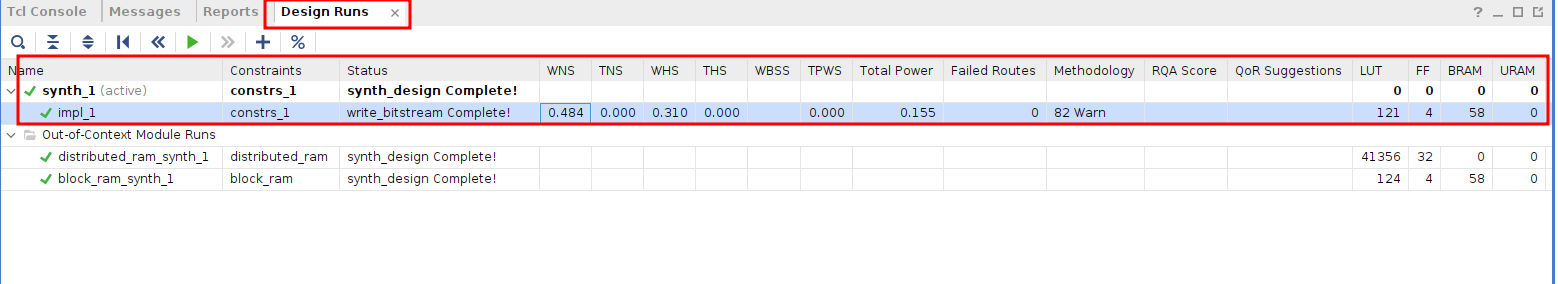 Tcl Console Messages Reports Design Runs ×
?
Name Constraints Status WNS TNS WHS THS WBSS TPWS Total Power Failed Routes Methodology RQA Score QoR Suggestions LUT FF BRAM URAM
synth_1 (active) constrs_1 synth_design Complete! 0 0 0 0
impl_1 constrs_1 write_bitstream Complete! 0.484 0.000 0.310 0.000 0.000 0.155 0 82 Warn 121 4 58 0
Out-of-Context Module Runs
distributed_ram_synth_1 distributed_ram synth_design Complete! 41356 32 0 0
block_ram_synth_1 block_ram synth_design Complete! 124 4 58 0